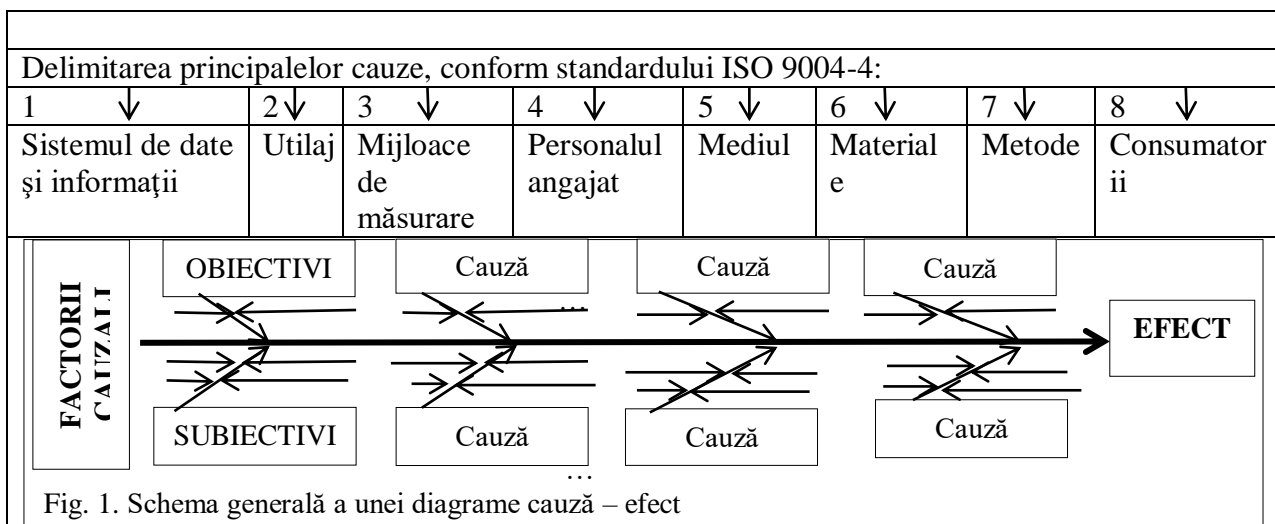 Delimitarea principalelor cauze, conform standardului ISO 9004-4:
1 2 3 4 5 6 7 8
Sistemul de date
şi informaţii
Utilaj
Mijloace
de
măsurare
Personalul
angajat
Mediul
Material
e
Metode
Consumator
ii
FACTORII
CAUZALI
OBIECTIVI
Cauză
Cauză
Cauză
…
EFECT
SUBIECTIVI
Cauză
Cauză
Cauză
…
Fig. 1. Schema generală a unei diagrame cauză – efect